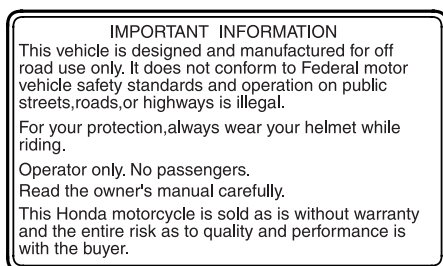 IMPORTANT INFORMATION
This vehicle is designed and manufactured for off
road use only. It does not conform to Federal motor
vehicle safety standards and operation on public
streets,roads,or highways is illegal.
For your protection,always wear your helmet while
riding.
Operator only. No passengers.
Read the owner's manual carefully.
This Honda motorcycle is sold as is without warranty
and the entire risk as to quality and performance is
with the buyer.